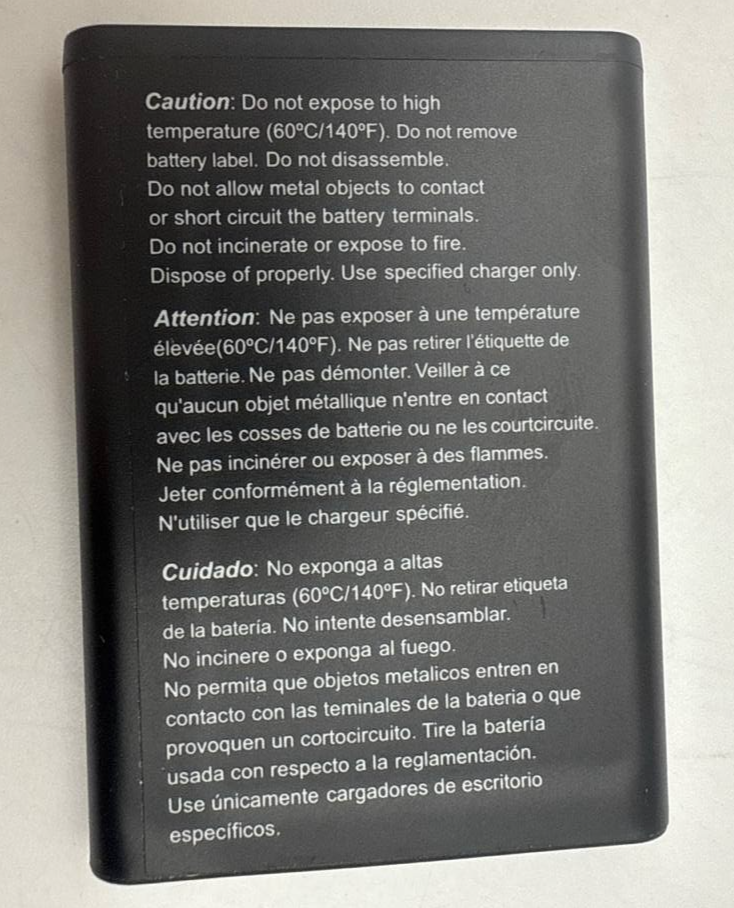 Caution: Do not expose to high
temperature (60ºC/140ºF). Do not remove
battery label. Do not disassemble.
Do not allow metal objects to contact
or short circuit the battery terminals.
Do not incinerate or expose to fire.
Dispose of properly. Use specified charger only.
Attention: Ne pas exposer à une température
élevée(60ºC/140ºF). Ne pas retirer l'étiquette de
la batterie. Ne pas démonter. Veiller à ce
qu'aucun objet métallique n'entre en contact
avec les cosses de batterie ou ne les courtcircuite.
Ne pas incinérer ou exposer à des flammes.
Jeter conformément à la réglementation.
N'utiliser que le chargeur spécifié.
Cuidado: No exponga a altas
temperaturas (60ºC/140ºF). No retirar etiqueta
de la batería. No intente desensamblar.
No incinere o exponga al fuego.
No permita que objetos metalicos entren en
contacto con las teminales de la bateria o que
provoquen un cortocircuito. Tire la batería
usada con respecto a la reglamentación.
Use únicamente cargadores de escritorio
específicos.